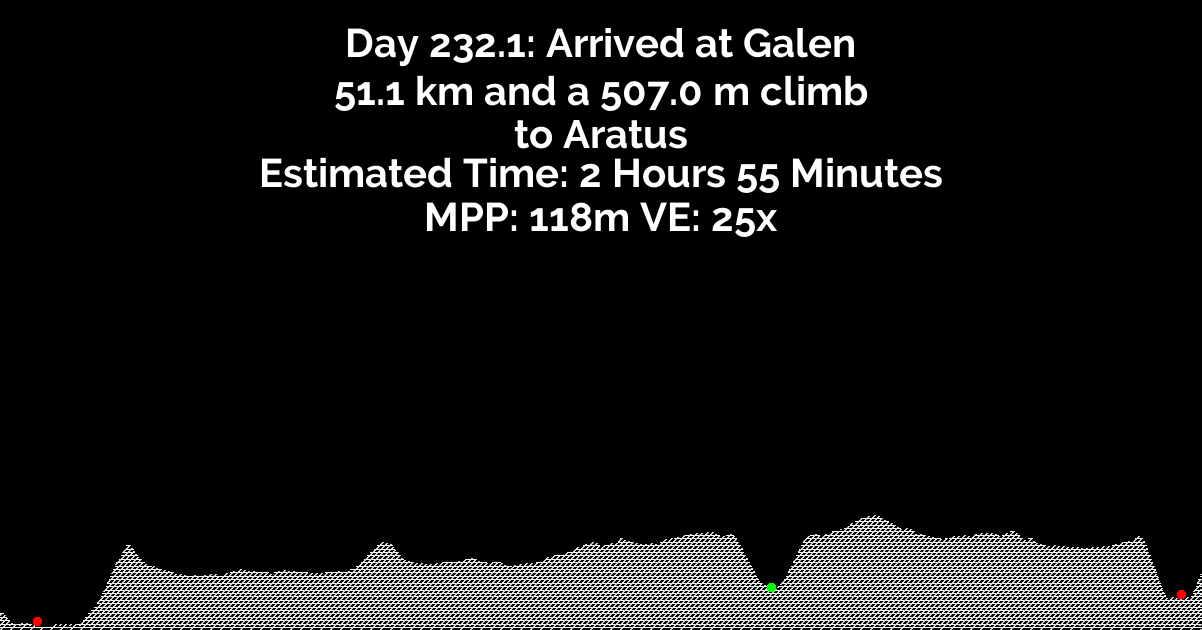 Day 232.1: Arrived at Galen
51.1 km and a 507.0 m climb
to Aratus
Estimated Time: 2 Hours 55 Minutes
MPP: 118m VE: 25x